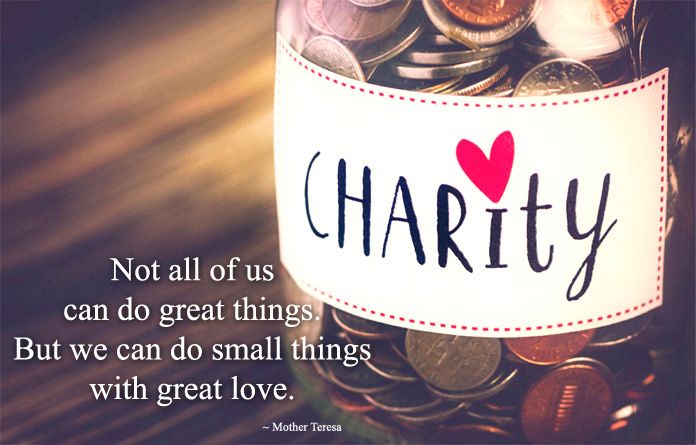 CHARity
Not all of us
can do great things.
But we can do small things
with great love.
~ Mother Teresa